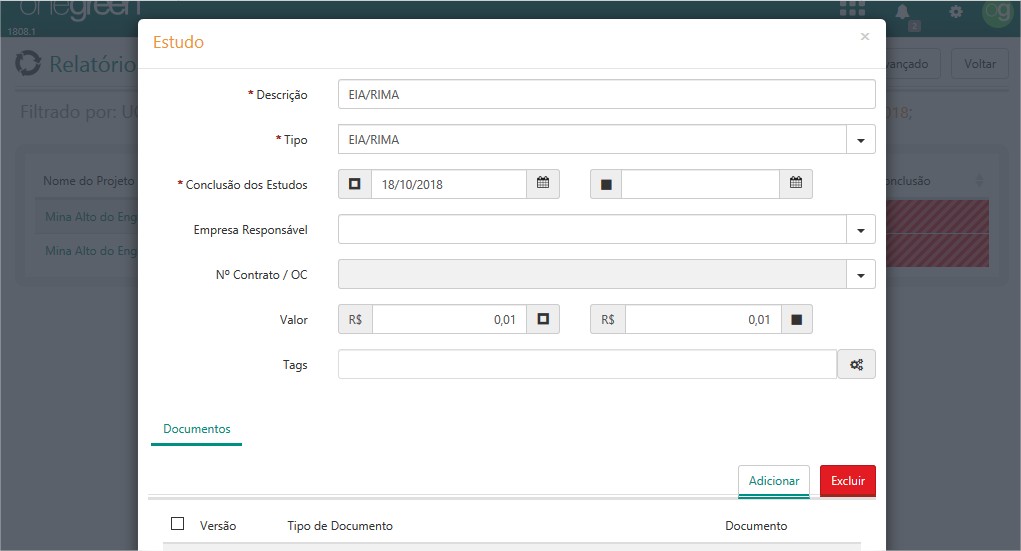 onegreen
1808.1
2
Relatório
vançado
Voltar
Filtrado por: U
018;
Nome do Projeto
onclusão
Mina Alto do Eng
Mina Alto do Eng
Estudo
×
* Descrição
EIA/RIMA
* Tipo
EIA/RIMA
* Conclusão dos Estudos
18/10/2018
Empresa Responsável
Nº Contrato / OC
Valor
R$ 0,01
R$ 0,01
Tags
Documentos
Adicionar
Excluir
Versão
Tipo de Documento
Documento